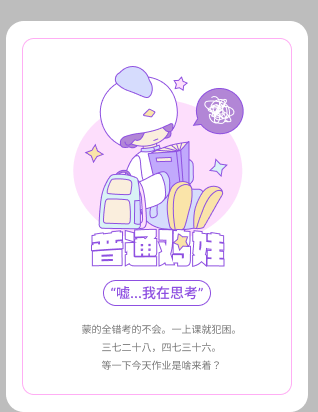 普通鸡娃
“嘘...我在思考”
蒙的全错考的不会。一上课就犯困。
三七二十八，四七三十六。
等一下今天作业是啥来着？